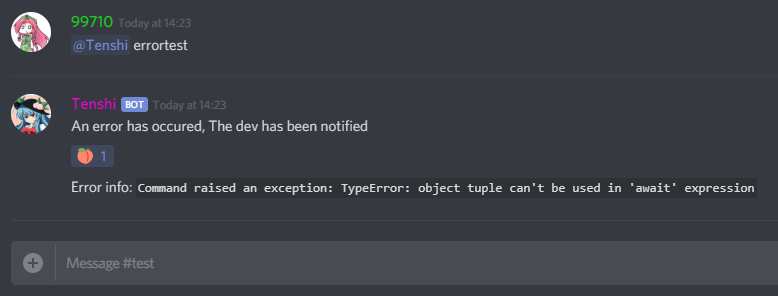 99710 Today at 14:23
@Tenshi errortest
Tenshi BOT Today at 14:23
An error has occured, The dev has been notified
1
Error info: Command raised an exception: TypeError: object tuple can't be used in 'await' expression
Message #test